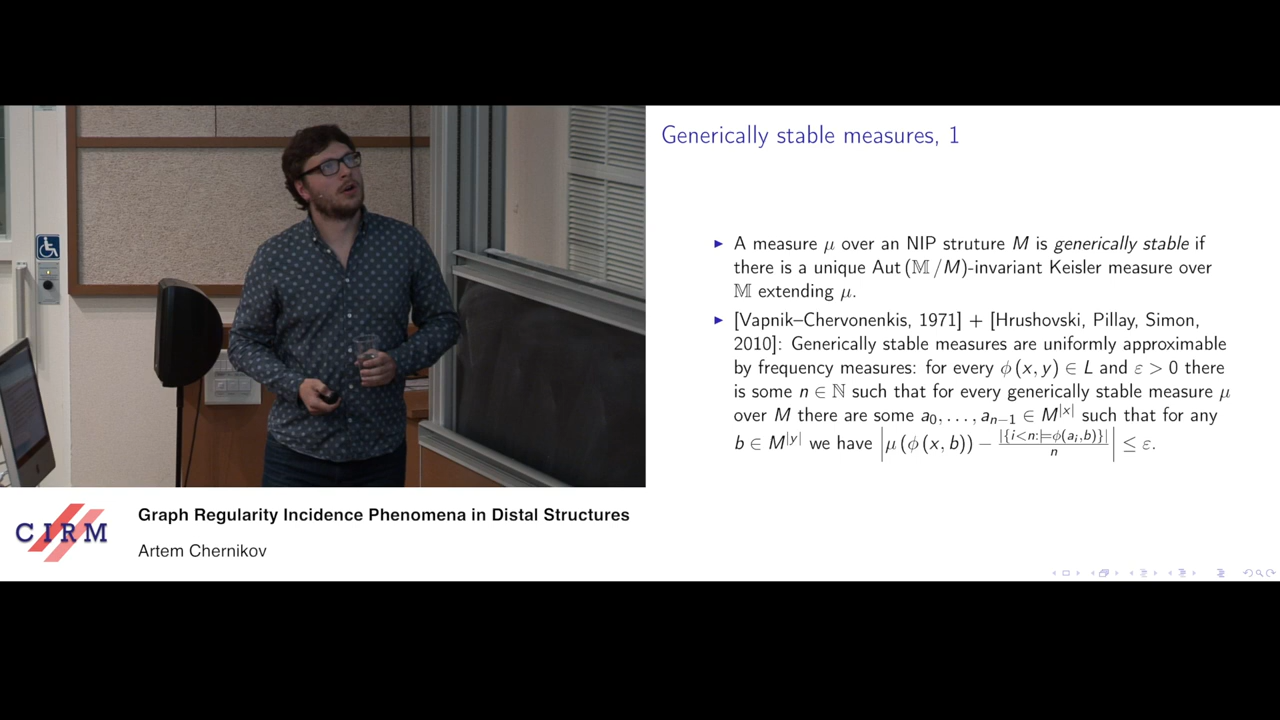 Generically stable measures, 1
▶ A measure μ over an NIP struture M is generically stable if
there is a unique Aut (𝕄 / M)-invariant Keisler measure over
𝕄 extending μ.
▶ [Vapnik–Chervonenkis, 1971] + [Hrushovski, Pillay, Simon,
2010]: Generically stable measures are uniformly approximable
by frequency measures: for every ϕ (x, y) ∈ L and ε > 0 there
is some n ∈ ℕ such that for every generically stable measure μ
over M there are some a₀, . . . , aₙ₋₁ ∈ M^|x| such that for any
b ∈ M^|y| we have |μ (ϕ (x, b)) − |{i<n:⊨ϕ(aᵢ,b)}|/n| ≤ ε.
CIRM
Graph Regularity Incidence Phenomena in Distal Structures
Artem Chernikov